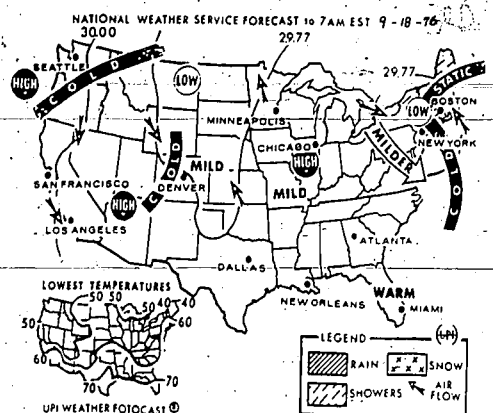 NATIONAL WEATHER SERVICE FORECAST to 7AM EST 9-18-76
30.00
29.77
SEATTLE
COLD
HIGH
LOW
29.77
STATIC
LOW
BOSTON
MINNEAPOLIS
NEW YORK
MILDER
CHICAGO
HIGH
COLD
MILD
COLD
DENVER
MILD
SAN FRANCISCO
HIGH
LOS ANGELES
ATLANTA
DALLAS
NEW ORLEANS
WARM
MIAMI
LOWEST TEMPERATURES
50 50 50 40 40
50 60
60
70 70
LEGEND
UPI
RAIN
SNOW
SHOWERS
AIR FLOW
UPI WEATHER FOTOCAST ®